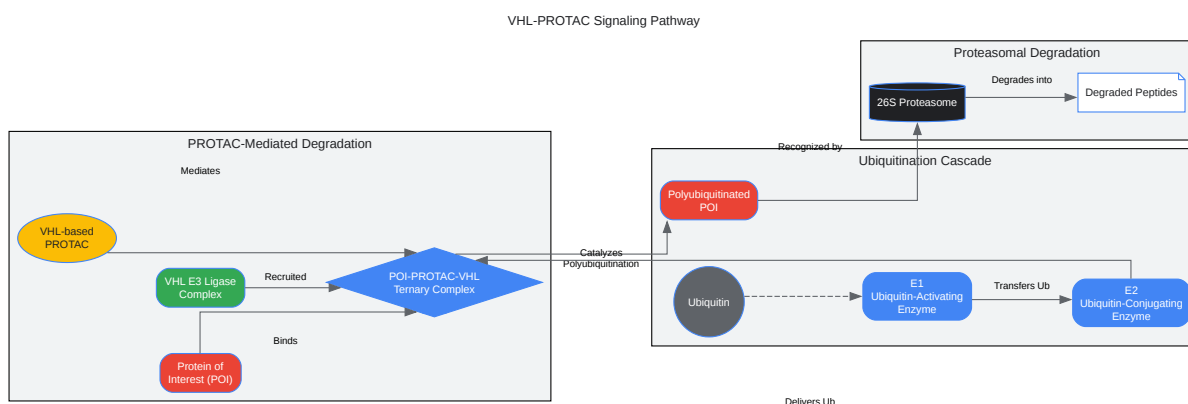 VHL-PROTAC Signaling Pathway
Proteasomal Degradation
Degrades into
26S Proteasome
Degraded Peptides
PROTAC-Mediated Degradation
Mediates
Recognized by
Ubiquitination Cascade
Polyubiquitinated
POI
VHL-based
PROTAC
Catalyzes
Polyubiquitination
VHL E3 Ligase
Complex
Recruited
POI-PROTAC-VHL
Ternary Complex
Ubiquitin
E1
Ubiquitin-Activating
Enzyme
Transfers Ub
E2
Ubiquitin-Conjugating
Enzyme
Binds
Protein of
Interest (POI)
Delivers Ub